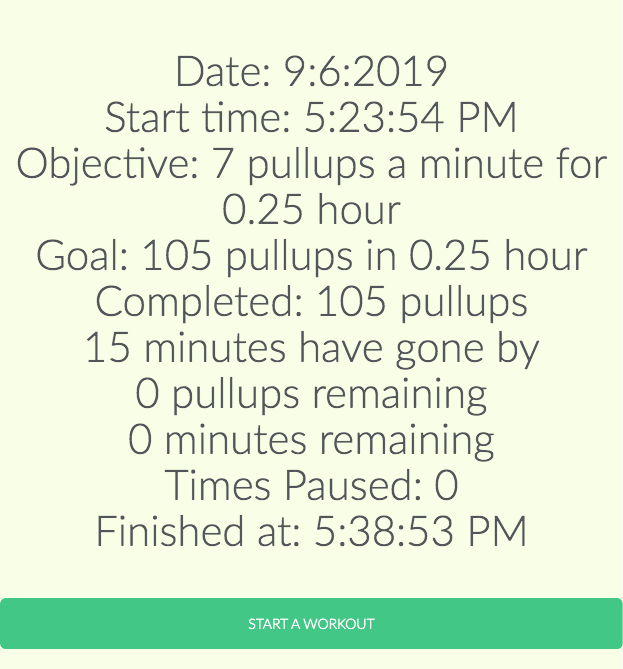 Date: 9:6:2019
Start time: 5:23:54 PM
Objective: 7 pullups a minute for
0.25 hour
Goal: 105 pullups in 0.25 hour
Completed: 105 pullups
15 minutes have gone by
0 pullups remaining
0 minutes remaining
Times Paused: 0
Finished at: 5:38:53 PM
START A WORKOUT